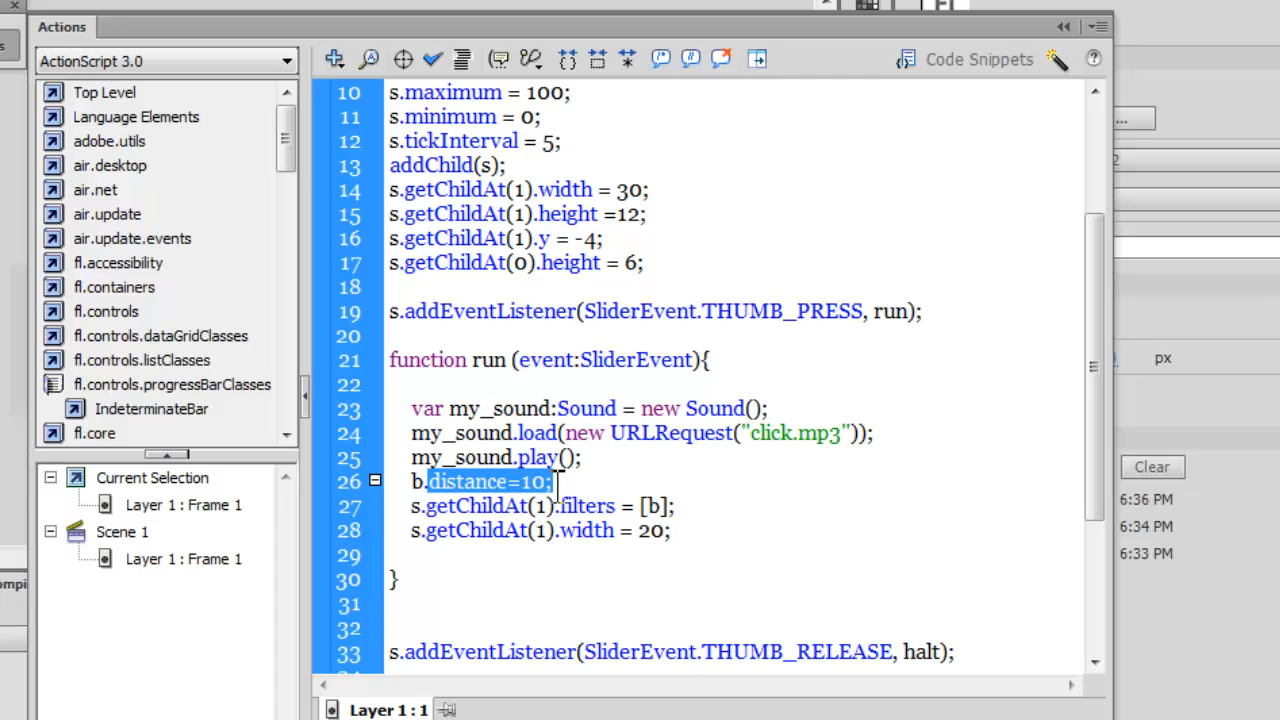 Actions
ActionScript 3.0
Code Snippets
Top Level
Language Elements
adobe.utils
air.desktop
air.net
air.update
air.update.events
fl.accessibility
fl.containers
fl.controls
fl.controls.dataGridClasses
fl.controls.listClasses
fl.controls.progressBarClasses
IndeterminateBar
fl.core
Current Selection
Layer 1 : Frame 1
Scene 1
Layer 1 : Frame 1
10 s.maximum = 100;
11 s.minimum = 0;
12 s.tickInterval = 5;
13 addChild(s);
14 s.getChildAt(1).width = 30;
15 s.getChildAt(1).height =12;
16 s.getChildAt(1).y = -4;
17 s.getChildAt(0).height = 6;
18
19 s.addEventListener(SliderEvent.THUMB_PRESS, run);
20
21 function run (event:SliderEvent){
22
23 var my_sound:Sound = new Sound();
24 my_sound.load(new URLRequest("click.mp3"));
25 my_sound.play();
26 b.distance=10;
27 s.getChildAt(1).filters = [b];
28 s.getChildAt(1).width = 20;
29
30 }
31
32
33 s.addEventListener(SliderEvent.THUMB_RELEASE, halt);
Layer 1 : 1
...
px
Clear
6:36 PM
6:34 PM
6:33 PM